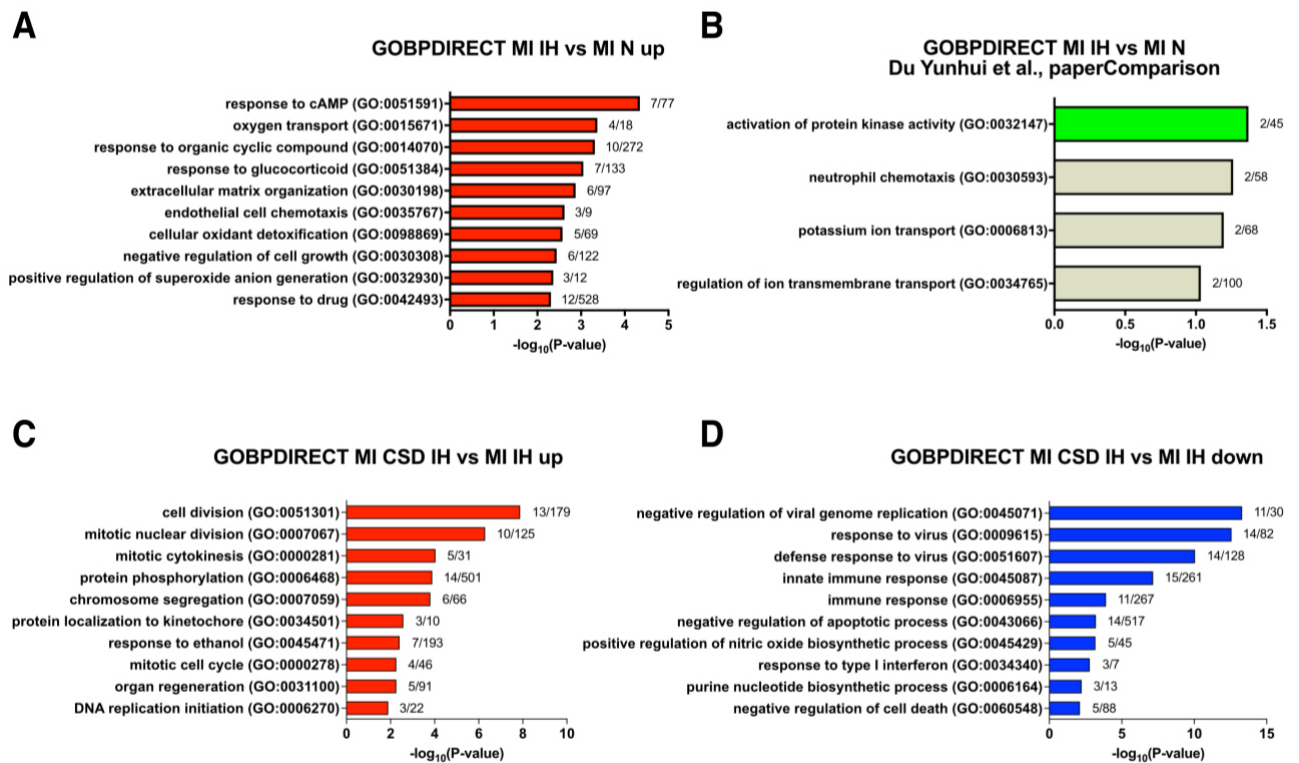 A
GOBPDIRECT MI IH vs MI N up
response to cAMP (GO:0051591) 7/77
oxygen transport (GO:0015671) 4/18
response to organic cyclic compound (GO:0014070) 10/272
response to glucocorticoid (GO:0051384) 7/133
extracellular matrix organization (GO:0030198) 6/97
endothelial cell chemotaxis (GO:0035767) 3/9
cellular oxidant detoxification (GO:0098869) 5/69
negative regulation of cell growth (GO:0030308) 6/122
positive regulation of superoxide anion generation (GO:0032930) 3/12
response to drug (GO:0042493) 12/528
0 1 2 3 4 5
-log10(P-value)
B
GOBPDIRECT MI IH vs MI N
Du Yunhui et al., paperComparison
activation of protein kinase activity (GO:0032147) 2/45
neutrophil chemotaxis (GO:0030593) 2/58
potassium ion transport (GO:0006813) 2/68
regulation of ion transmembrane transport (GO:0034765) 2/100
0.0 0.5 1.0 1.5
-log10(P-value)
C
GOBPDIRECT MI CSD IH vs MI IH up
cell division (GO:0051301) 13/179
mitotic nuclear division (GO:0007067) 10/125
mitotic cytokinesis (GO:0000281) 5/31
protein phosphorylation (GO:0006468) 14/501
chromosome segregation (GO:0007059) 6/66
protein localization to kinetochore (GO:0034501) 3/10
response to ethanol (GO:0045471) 7/193
mitotic cell cycle (GO:0000278) 4/46
organ regeneration (GO:0031100) 5/91
DNA replication initiation (GO:0006270) 3/22
0 2 4 6 8 10
-log10(P-value)
D
GOBPDIRECT MI CSD IH vs MI IH down
negative regulation of viral genome replication (GO:0045071) 11/30
response to virus (GO:0009615) 14/82
defense response to virus (GO:0051607) 14/128
innate immune response (GO:0045087) 15/261
immune response (GO:0006955) 11/267
negative regulation of apoptotic process (GO:0043066) 14/517
positive regulation of nitric oxide biosynthetic process (GO:0045429) 5/45
response to type I interferon (GO:0034340) 3/7
purine nucleotide biosynthetic process (GO:0006164) 3/13
negative regulation of cell death (GO:0060548) 5/88
0 5 10 15
-log10(P-value)